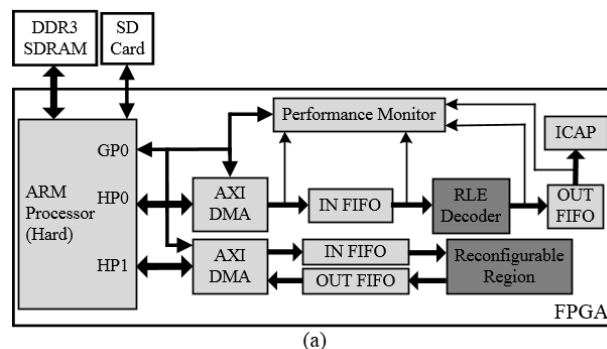 DDR3
SDRAM
SD
Card
Performance Monitor
ICAP
GP0
ARM
Processor
(Hard)
HP0
AXI
DMA
IN FIFO
RLE
Decoder
OUT
FIFO
HP1
AXI
DMA
IN FIFO
OUT FIFO
Reconfigurable
Region
FPGA
(a)